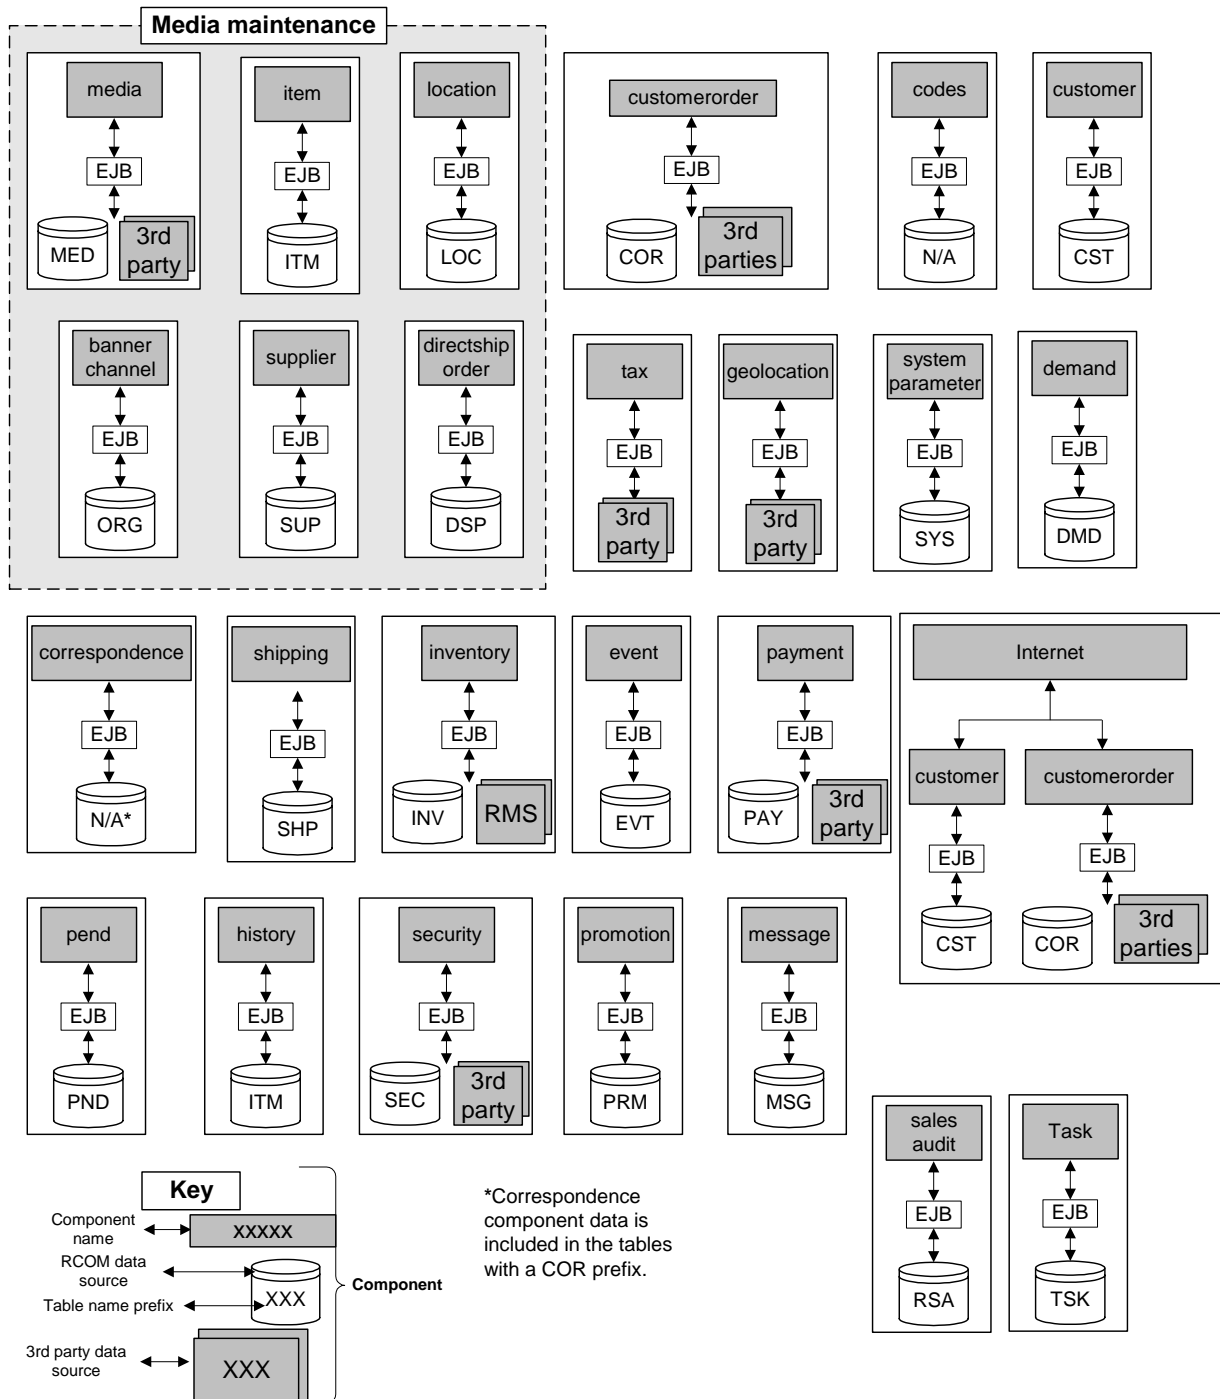 Media maintenance
media
EJB
MED
3rd
party
item
EJB
ITM
location
EJB
LOC
customerorder
EJB
COR
3rd
parties
codes
EJB
N/A
customer
EJB
CST
banner
channel
EJB
ORG
supplier
EJB
SUP
directship
order
EJB
DSP
tax
EJB
3rd
party
geolocation
EJB
3rd
party
system
parameter
EJB
SYS
demand
EJB
DMD
correspondence
EJB
N/A*
shipping
EJB
SHP
inventory
EJB
INV
RMS
event
EJB
EVT
payment
EJB
PAY
3rd
party
Internet
customer
EJB
CST
customerorder
EJB
COR
3rd
parties
pend
EJB
PND
history
EJB
ITM
security
EJB
SEC
3rd
party
promotion
EJB
PRM
message
EJB
MSG
sales
audit
EJB
RSA
Task
EJB
TSK
Key
Component
name
XXXXX
RCOM data
source
Table name prefix
XXX
3rd party data
source
XXX
Component
*Correspondence
component data is
included in the tables
with a COR prefix.